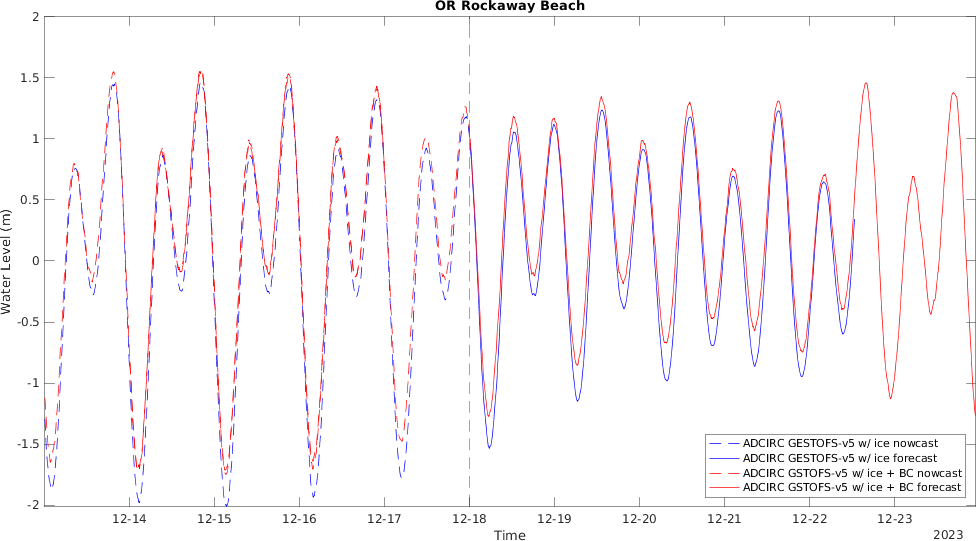 OR Rockaway Beach
2
1.5
1
0.5
0
-0.5
-1
-1.5
-2
Water Level (m)
12-14 12-15 12-16 12-17 12-18 12-19 12-20 12-21 12-22 12-23
Time
2023
ADCIRC GESTOFS-v5 w/ ice nowcast
ADCIRC GESTOFS-v5 w/ ice forecast
ADCIRC GSTOFS-v5 w/ ice + BC nowcast
ADCIRC GSTOFS-v5 w/ ice + BC forecast